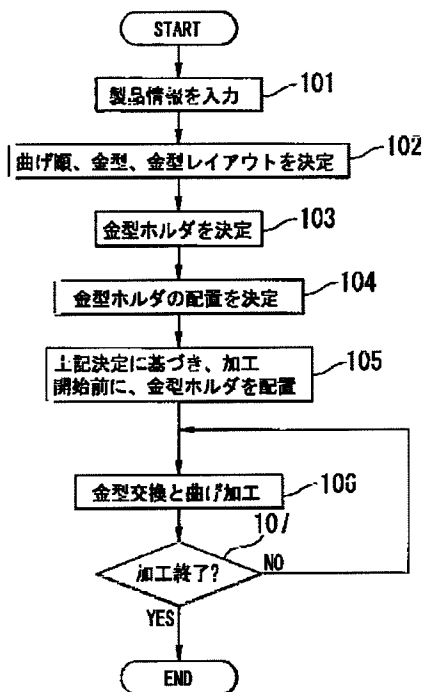 START
製品情報を入力
101
曲げ順、金型、金型レイアウトを決定
102
金型ホルダを決定
103
金型ホルダの配置を決定
104
上記決定に基づき、加工
開始前に、金型ホルダを配置
105
金型交換と曲げ加工
106
107
加工終了?
NO
YES
END